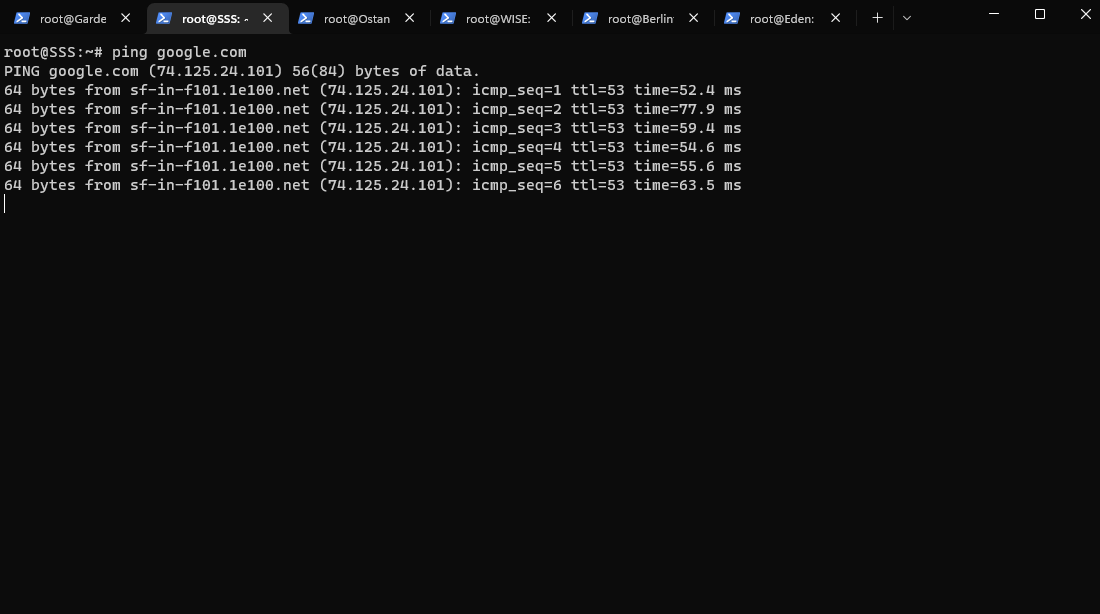 root@Garde
root@SSS: ~
root@Ostan
root@WISE:
root@Berlin
root@Eden:
root@SSS:~# ping google.com
PING google.com (74.125.24.101) 56(84) bytes of data.
64 bytes from sf-in-f101.1e100.net (74.125.24.101): icmp_seq=1 ttl=53 time=52.4 ms
64 bytes from sf-in-f101.1e100.net (74.125.24.101): icmp_seq=2 ttl=53 time=77.9 ms
64 bytes from sf-in-f101.1e100.net (74.125.24.101): icmp_seq=3 ttl=53 time=59.4 ms
64 bytes from sf-in-f101.1e100.net (74.125.24.101): icmp_seq=4 ttl=53 time=54.6 ms
64 bytes from sf-in-f101.1e100.net (74.125.24.101): icmp_seq=5 ttl=53 time=55.6 ms
64 bytes from sf-in-f101.1e100.net (74.125.24.101): icmp_seq=6 ttl=53 time=63.5 ms